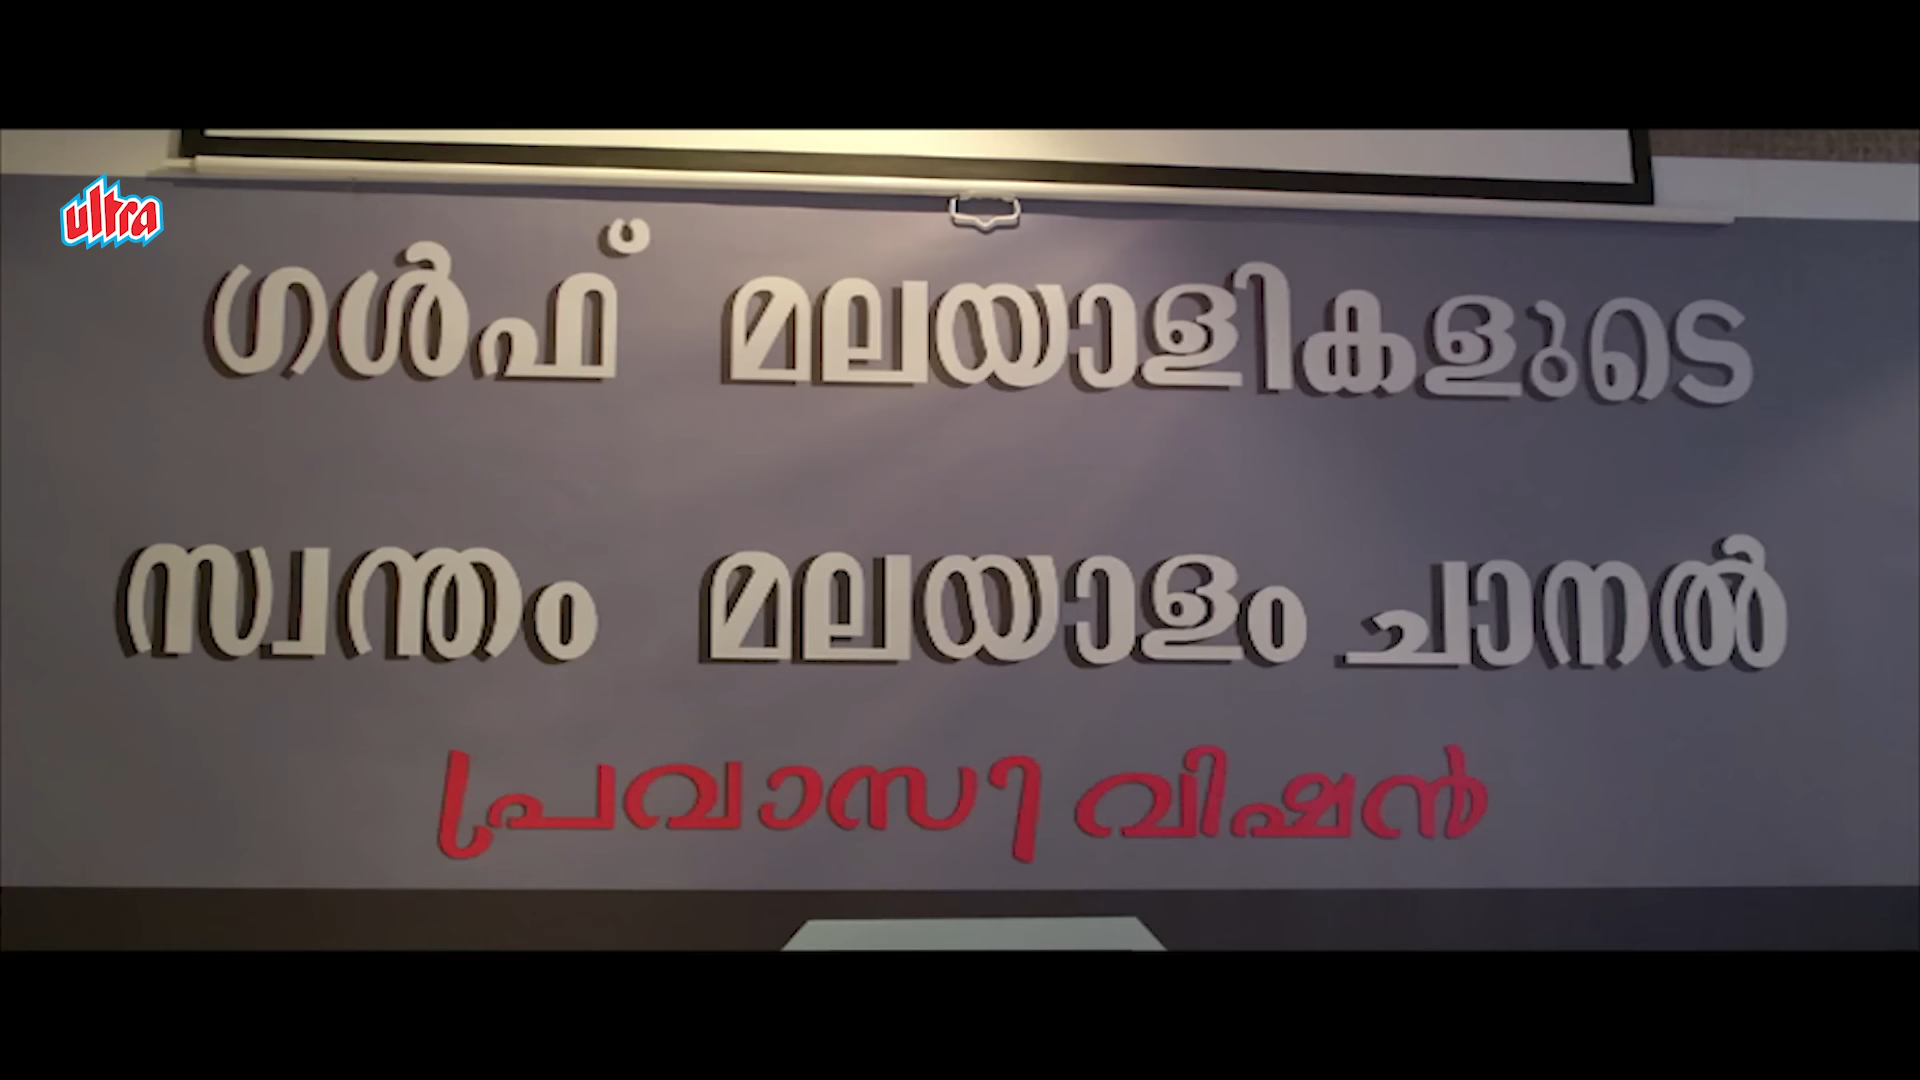 ultra
ഗൾഫ് മലയാളികളുടെ
സ്വന്തം മലയാളം ചാനൽ
പ്രവാസി വിഷൻ